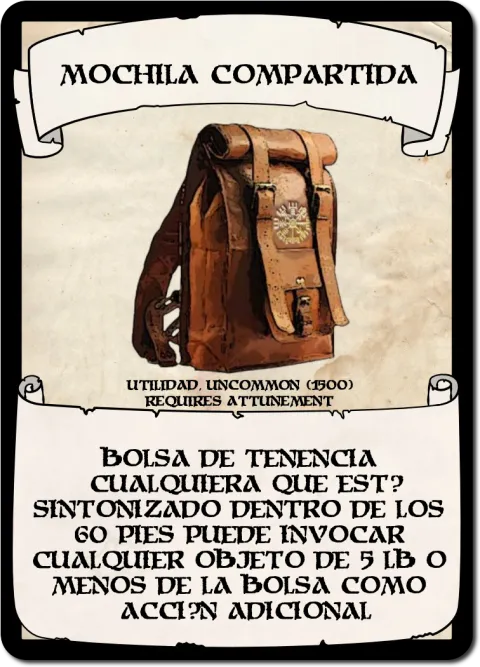 MOCHILA COMPARTIDA
UTILIDAD, UNCOMMON (1500)
REQUIRES ATTUNEMENT
BOLSA DE TENENCIA
CUALQUIERA QUE EST?
SINTONIZADO DENTRO DE LOS
60 PIES PUEDE INVOCAR
CUALQUIER OBJETO DE 5 LB O
MENOS DE LA BOLSA COMO
ACCI?N ADICIONAL